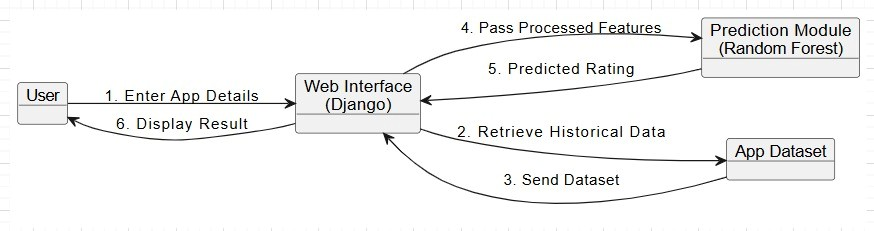 4. Pass Processed Features
Prediction Module
(Random Forest)
5. Predicted Rating
User
1. Enter App Details
Web Interface
(Django)
6. Display Result
2. Retrieve Historical Data
App Dataset
3. Send Dataset